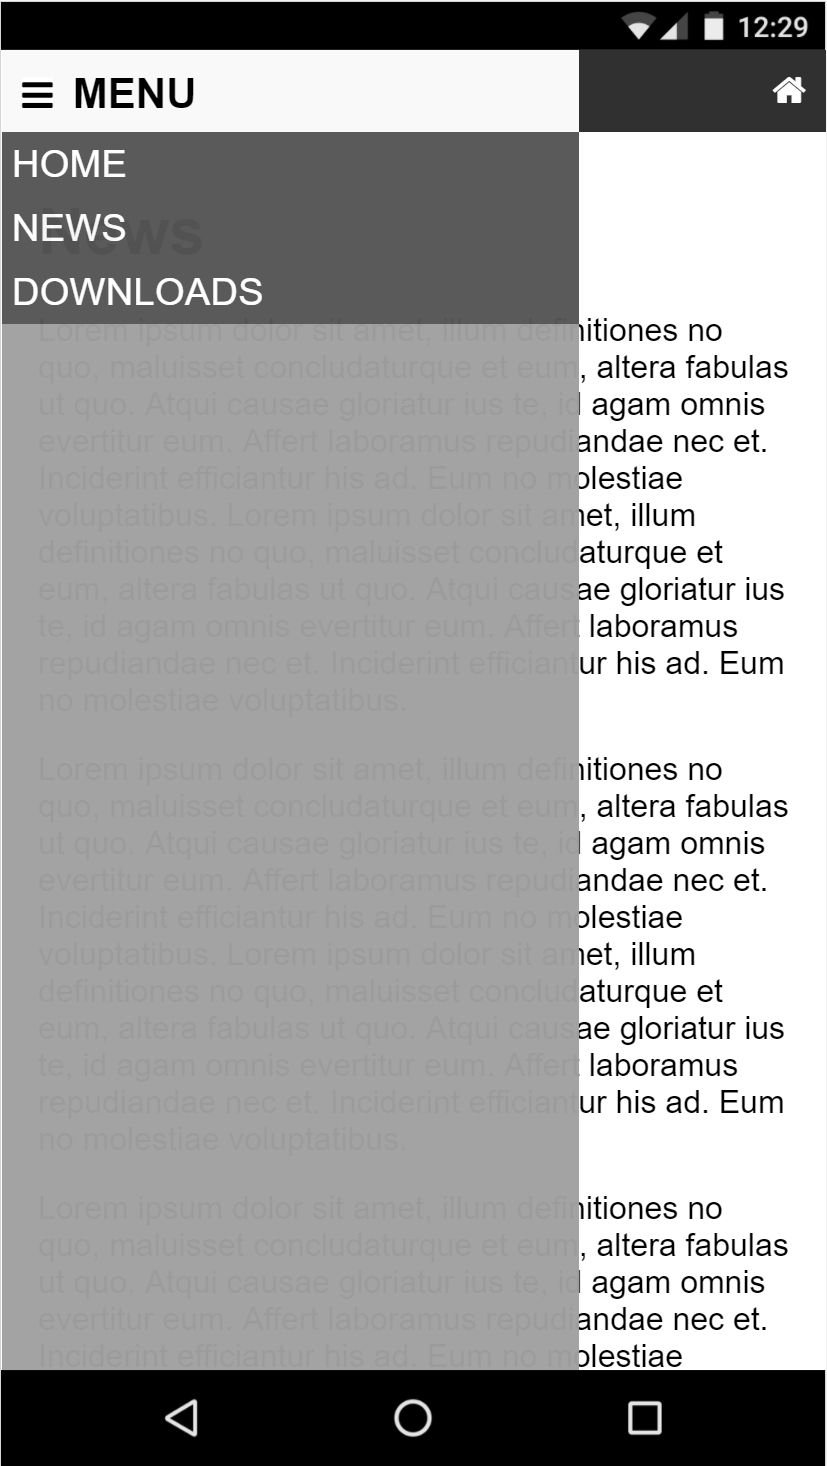 12:29
MENU
HOME
News
NEWS
DOWNLOADS
Lorem ipsum dolor sit amet, illum definitiones no
quo, maluisset concludaturque et eum, altera fabulas
ut quo. Atqui causae gloriatur ius te, id agam omnis
evertitur eum. Affert laboramus repudiandae nec et.
Inciderint efficiantur his ad. Eum no molestiae
voluptatibus. Lorem ipsum dolor sit amet, illum
definitiones no quo, maluisset concludaturque et
eum, altera fabulas ut quo. Atqui causae gloriatur ius
te, id agam omnis evertitur eum. Affert laboramus
repudiandae nec et. Inciderint efficiantur his ad. Eum
no molestiae voluptatibus.
Lorem ipsum dolor sit amet, illum definitiones no
quo, maluisset concludaturque et eum, altera fabulas
ut quo. Atqui causae gloriatur ius te, id agam omnis
evertitur eum. Affert laboramus repudiandae nec et.
Inciderint efficiantur his ad. Eum no molestiae
voluptatibus. Lorem ipsum dolor sit amet, illum
definitiones no quo, maluisset concludaturque et
eum, altera fabulas ut quo. Atqui causae gloriatur ius
te, id agam omnis evertitur eum. Affert laboramus
repudiandae nec et. Inciderint efficiantur his ad. Eum
no molestiae voluptatibus.
Lorem ipsum dolor sit amet, illum definitiones no
quo, maluisset concludaturque et eum, altera fabulas
ut quo. Atqui causae gloriatur ius te, id agam omnis
evertitur eum. Affert laboramus repudiandae nec et.
Inciderint efficiantur his ad. Eum no molestiae